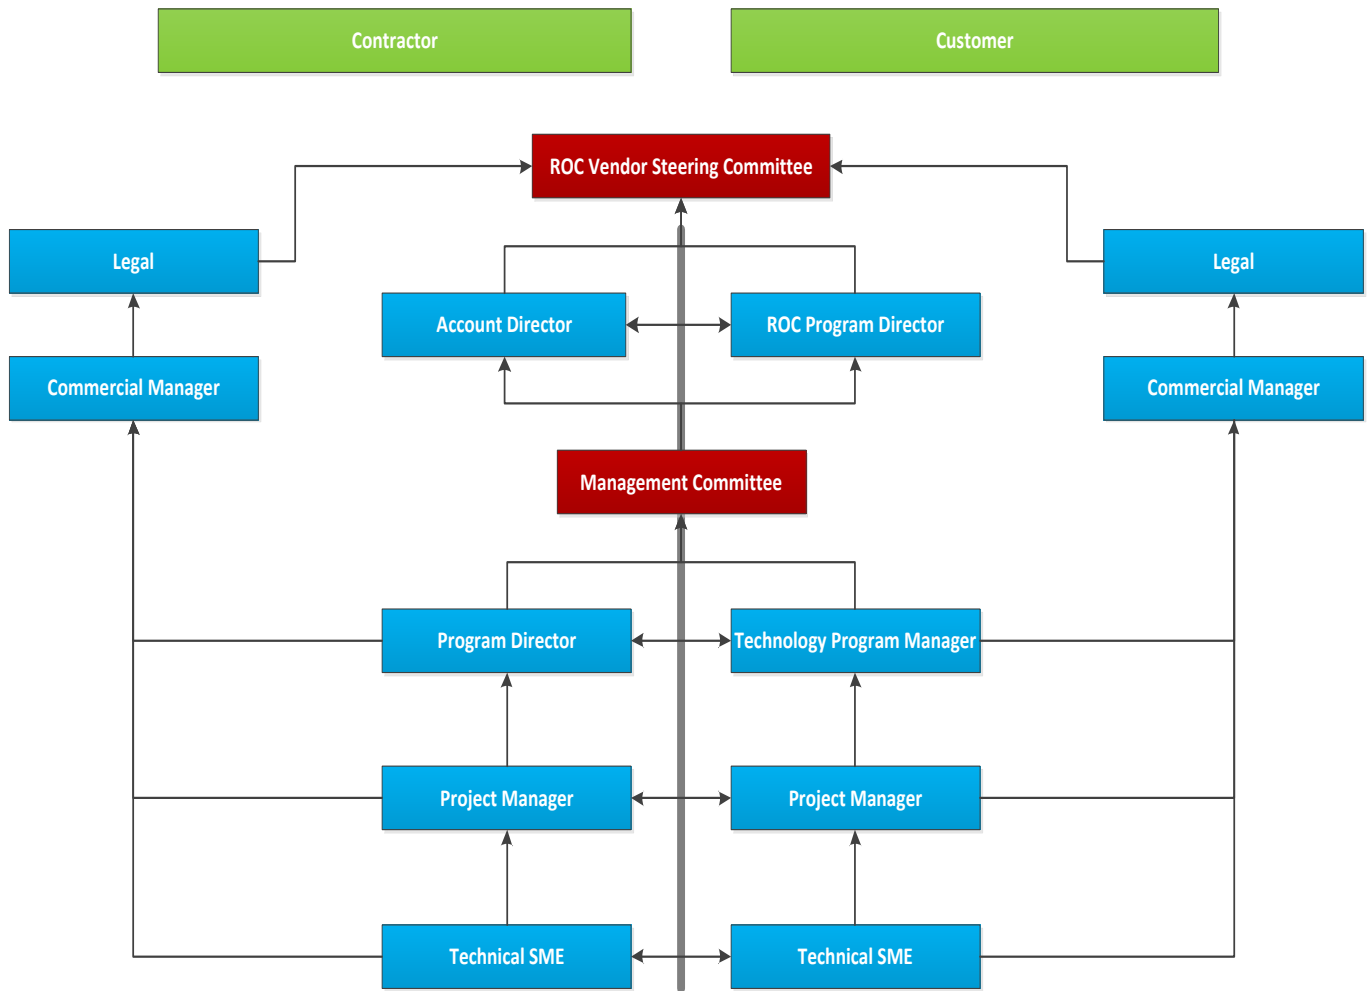 Contractor
Customer
ROC Vendor Steering Committee
Legal
Legal
Account Director
ROC Program Director
Commercial Manager
Commercial Manager
Management Committee
Program Director
Technology Program Manager
Project Manager
Project Manager
Technical SME
Technical SME